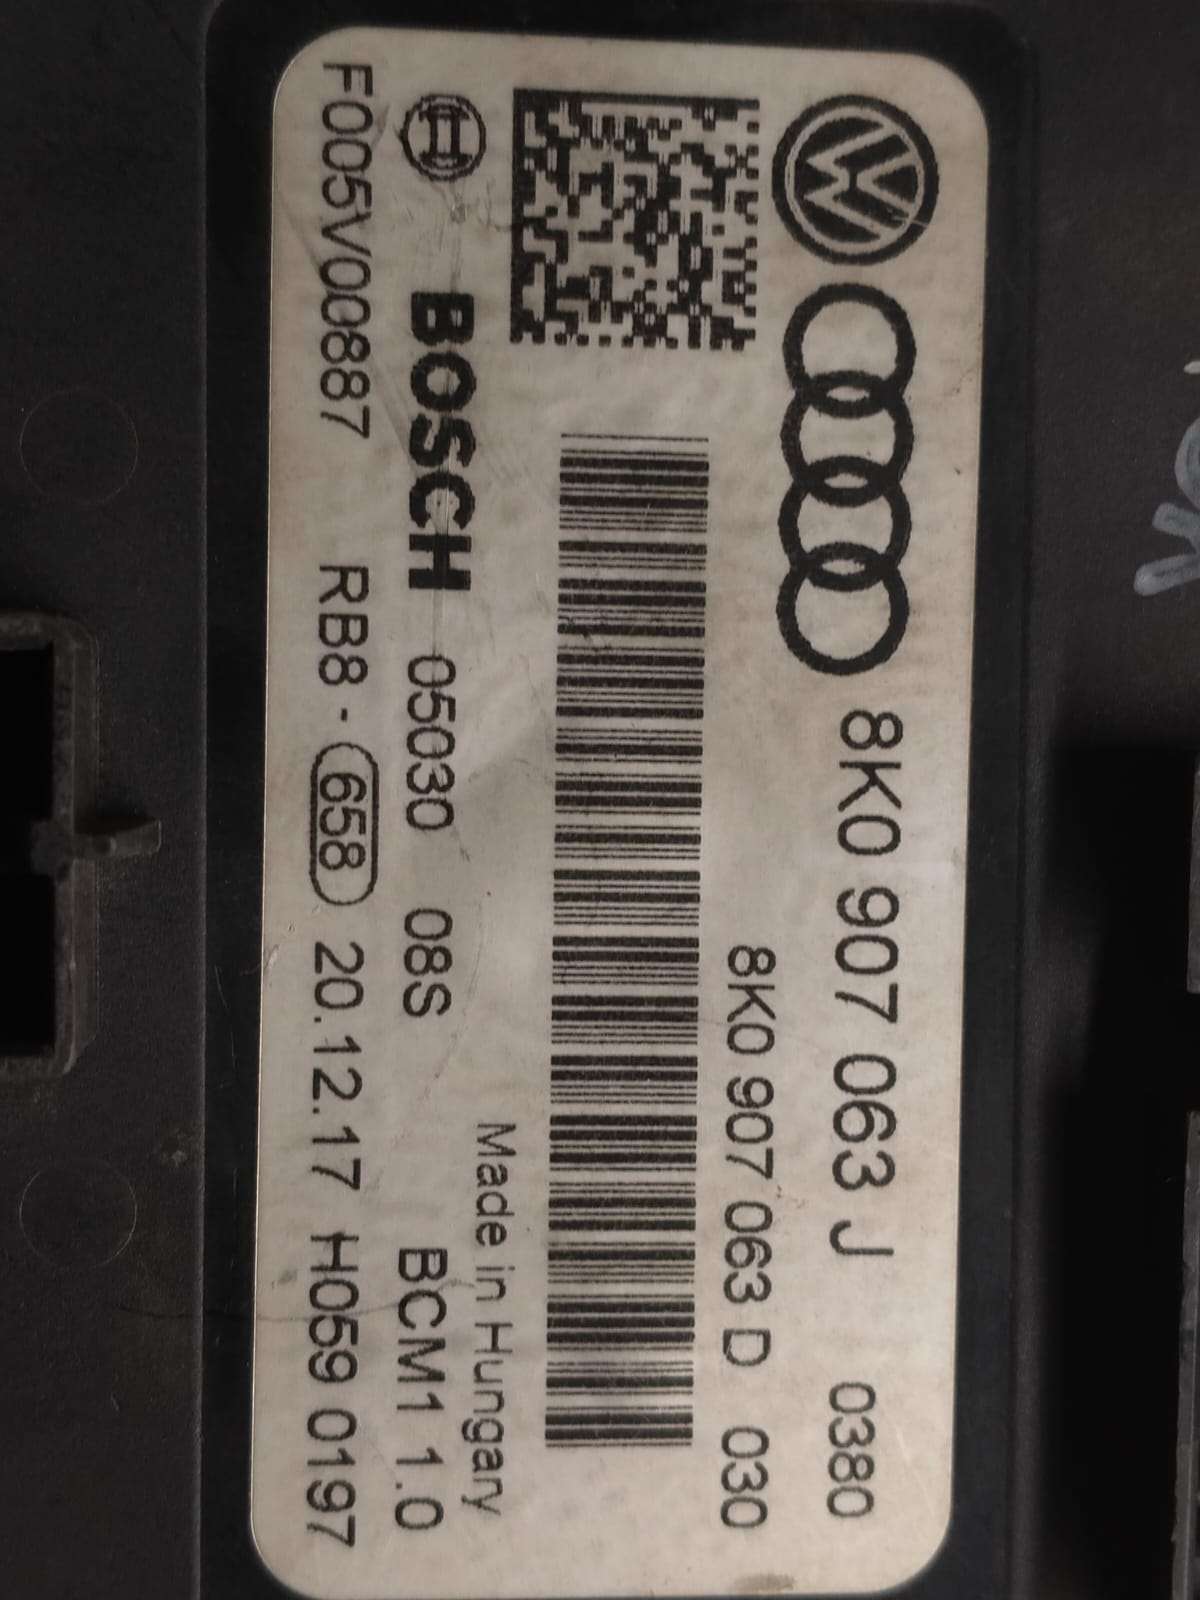 8K0 907 063 J 0380
8K0 907 063 D 030
Made in Hungary
BOSCH 05030 08S BCM1 1.0
F005V00887 RB8 - 658 20.12.17 H059 0197